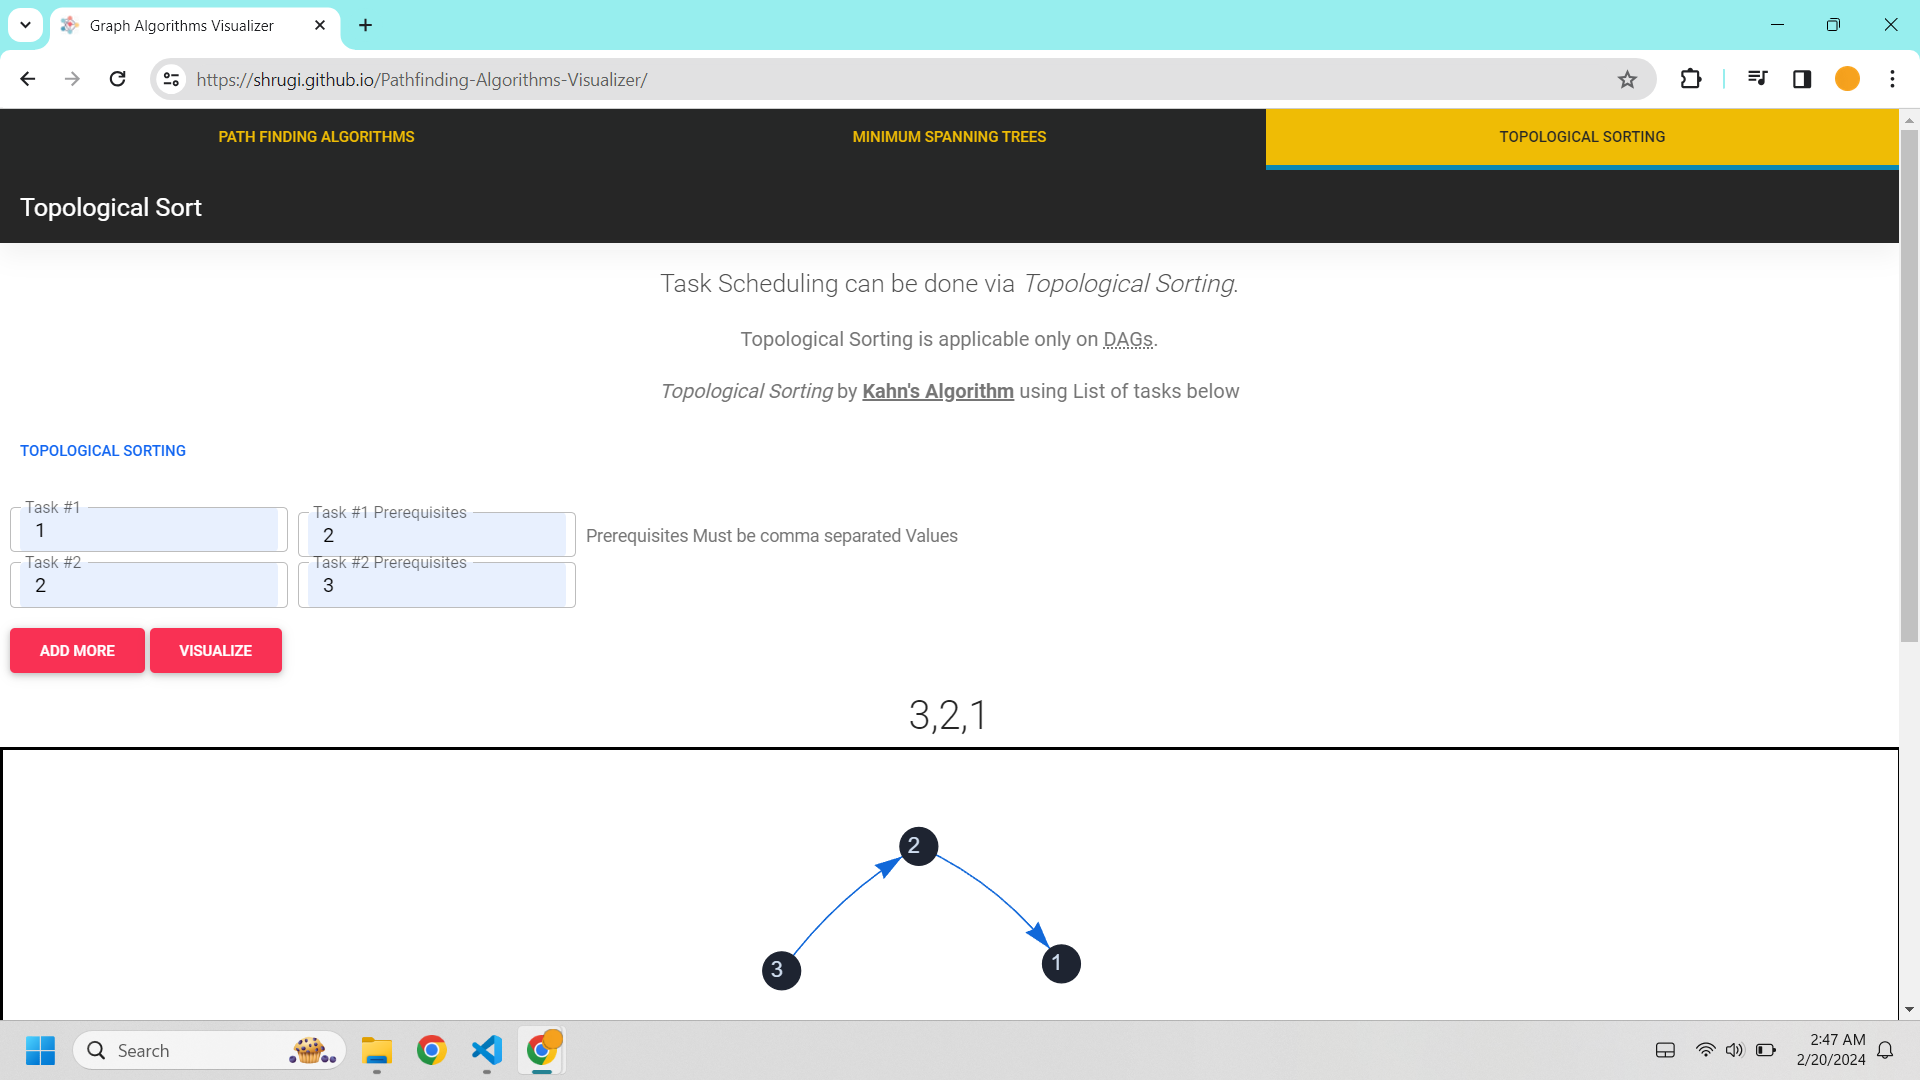 Graph Algorithms Visualizer
https://shrugi.github.io/Pathfinding-Algorithms-Visualizer/
PATH FINDING ALGORITHMS MINIMUM SPANNING TREES TOPOLOGICAL SORTING
Topological Sort
Task Scheduling can be done via Topological Sorting.
Topological Sorting is applicable only on DAGs.
Topological Sorting by Kahn's Algorithm using List of tasks below
TOPOLOGICAL SORTING
Task #1 Task #1 Prerequisites
1 2 Prerequisites Must be comma separated Values
Task #2 Task #2 Prerequisites
2 3
ADD MORE VISUALIZE
3,2,1
2
3 1
Search
2:47 AM
2/20/2024